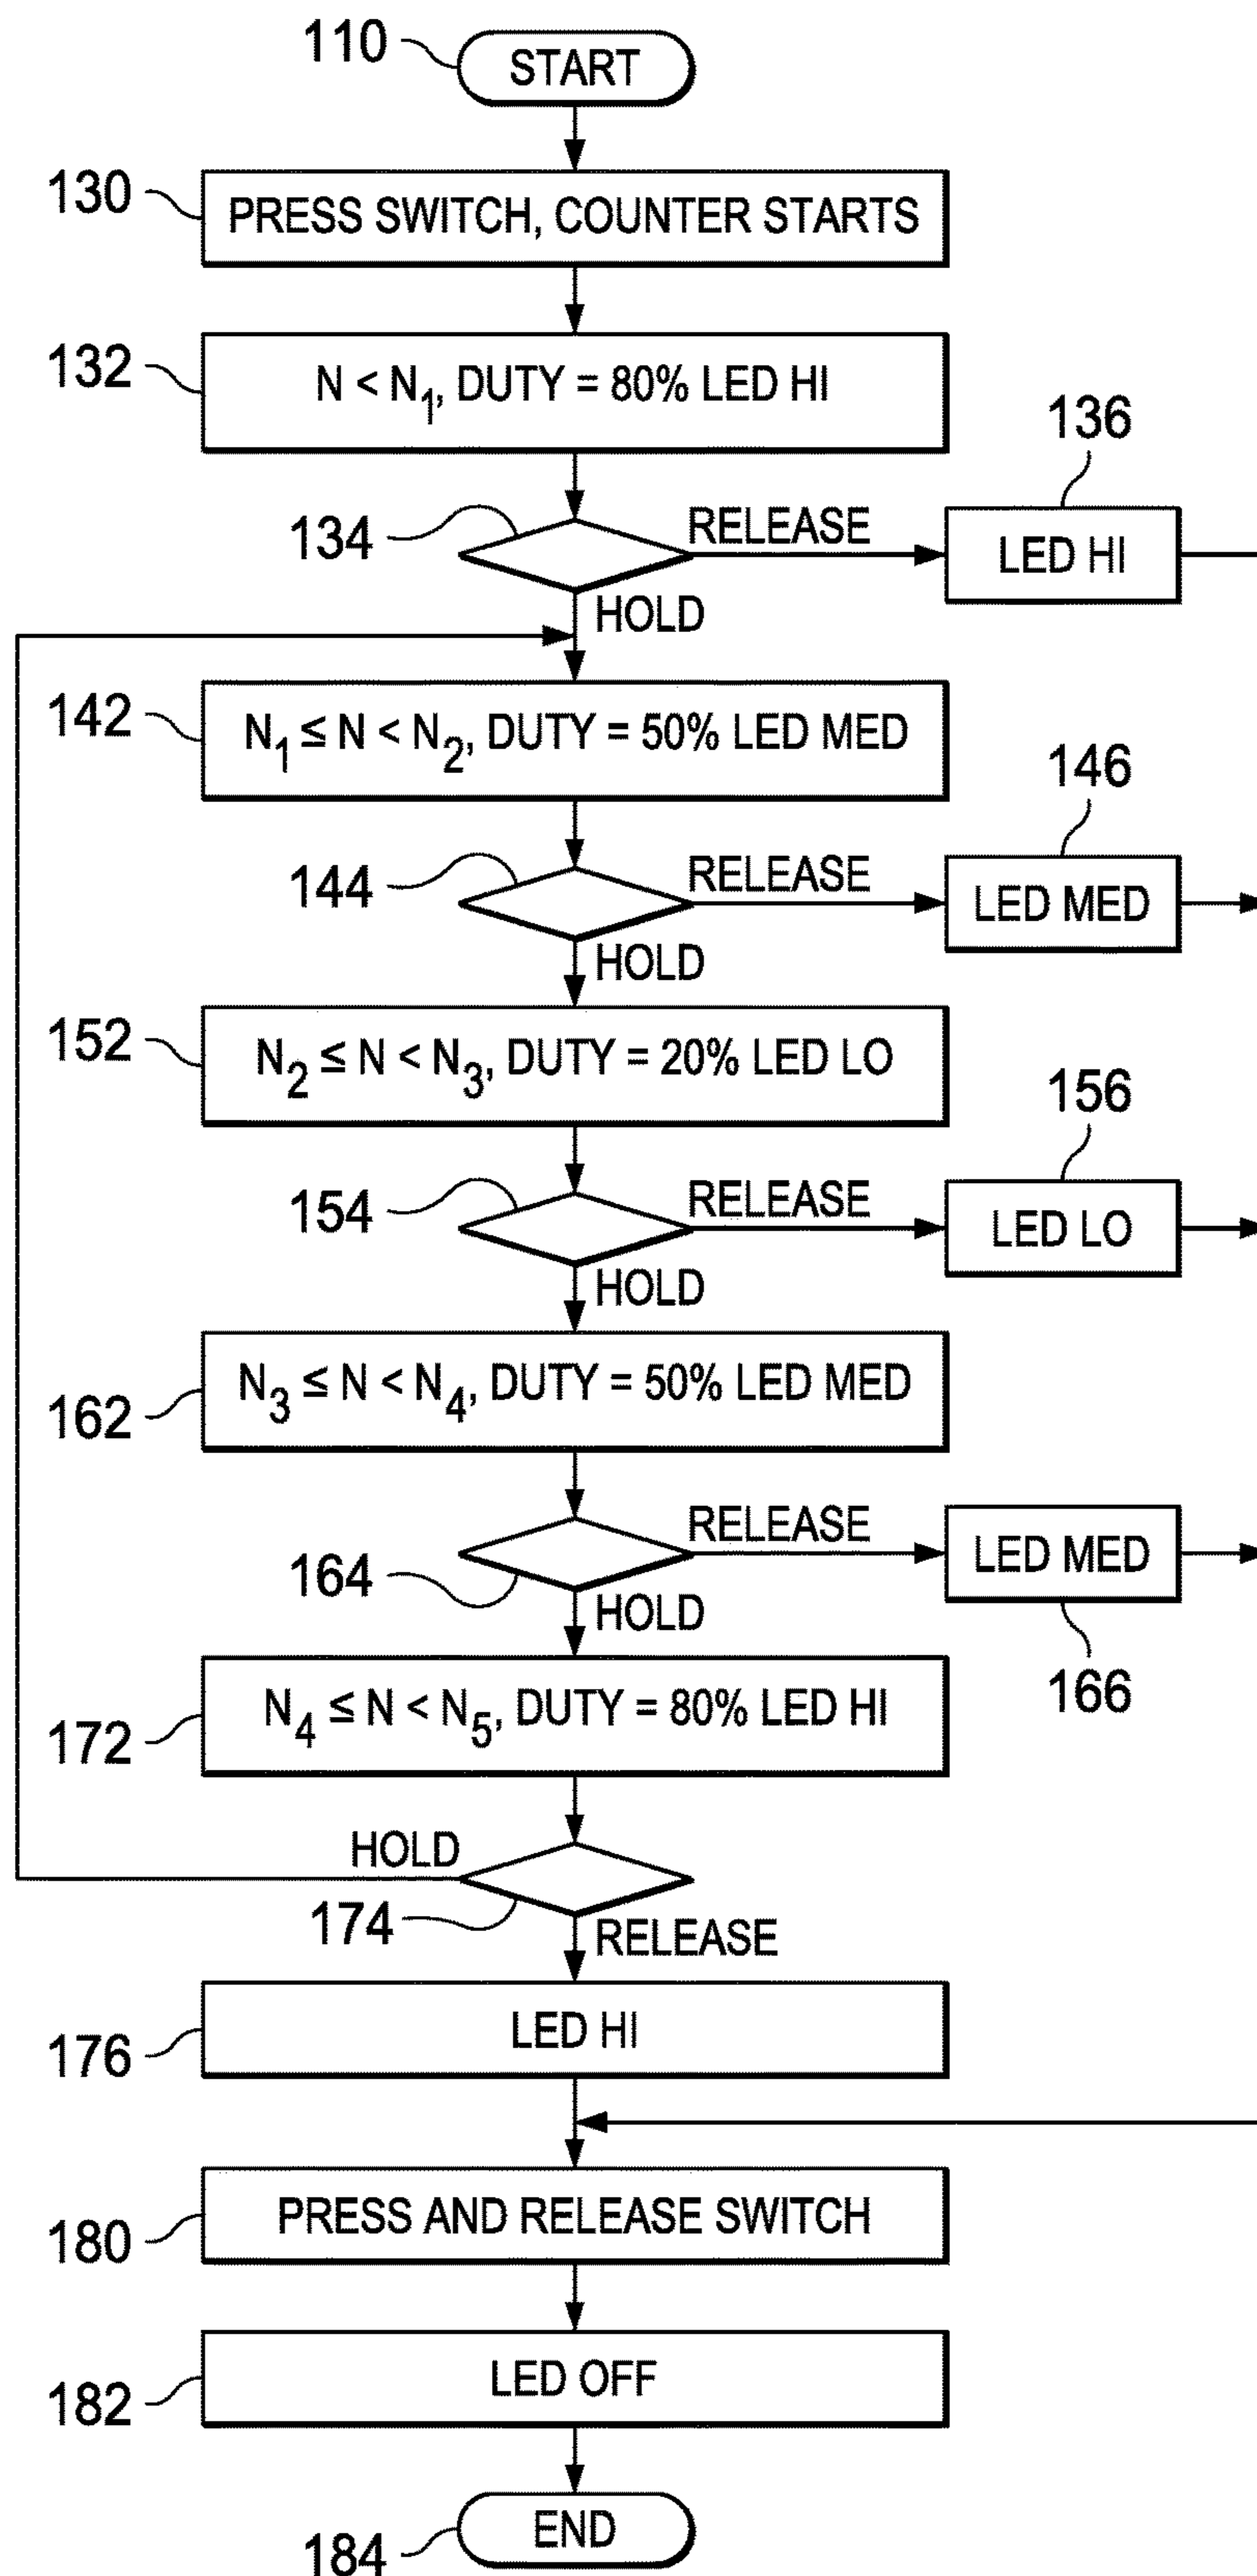 110
START
130
PRESS SWITCH, COUNTER STARTS
132
N < N1, DUTY = 80% LED HI
136
134
RELEASE
LED HI
HOLD
142
N1 ≤ N < N2, DUTY = 50% LED MED
146
144
RELEASE
LED MED
HOLD
152
N2 ≤ N < N3, DUTY = 20% LED LO
156
154
RELEASE
LED LO
HOLD
162
N3 ≤ N < N4, DUTY = 50% LED MED
164
RELEASE
LED MED
HOLD
166
172
N4 ≤ N < N5, DUTY = 80% LED HI
HOLD
174
RELEASE
176
LED HI
180
PRESS AND RELEASE SWITCH
182
LED OFF
184
END